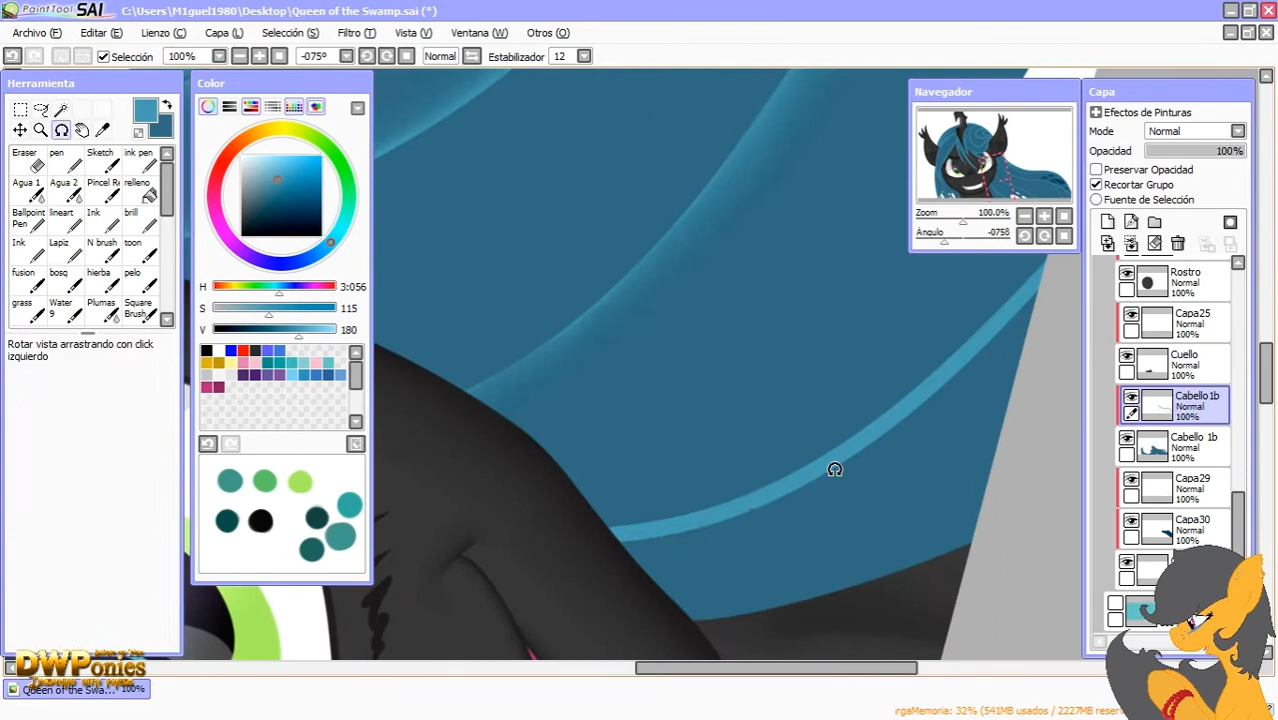 PaintTool SAI C:\Users\M1guel1980\Desktop\Queen of the Swamp.sai (*)
Archivo (F) Editar (E) Lienzo (C) Capa (L) Selección (S) Filtro (T) Vista (V) Ventana (W) Otros (O)
Selección 100% -075º Normal Estabilizador 12
Herramienta
Eraser pen Sketch ink pen
Agua 1 Agua 2 Pincel Re relleno
Ballpoint Pen lineart Ink brill
Ink Lapiz N brush toon
fusion bosq hierba pelo
grass Water 9 Plumas Square Brush
Rotar vista arrastrando con click
izquierdo
Color
H 3:056
S 115
V 180
Navegador
Zoom 100.0%
Ángulo -0758
Capa
Efectos de Pinturas
Mode Normal
Opacidad 100%
Preservar Opacidad
Recortar Grupo
Fuente de Selección
Rostro
Normal
100%
Capa25
Normal
100%
Cuello
Normal
100%
Cabello1b
Normal
100%
Cabello 1b
Normal
100%
Capa29
Normal
100%
Capa30
Normal
100%
DWPonies
Queen of the Swa... 100%
rgaMemoria: 32% (541MB usados / 2227MB reser